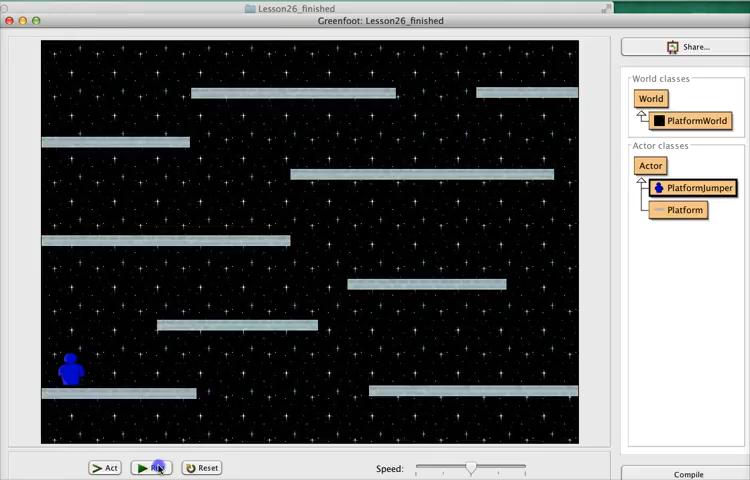 Lesson26_finished
Greenfoot: Lesson26_finished
Share...
World classes
World
PlatformWorld
Actor classes
Actor
PlatformJumper
Platform
Act
Reset
Speed:
Compile